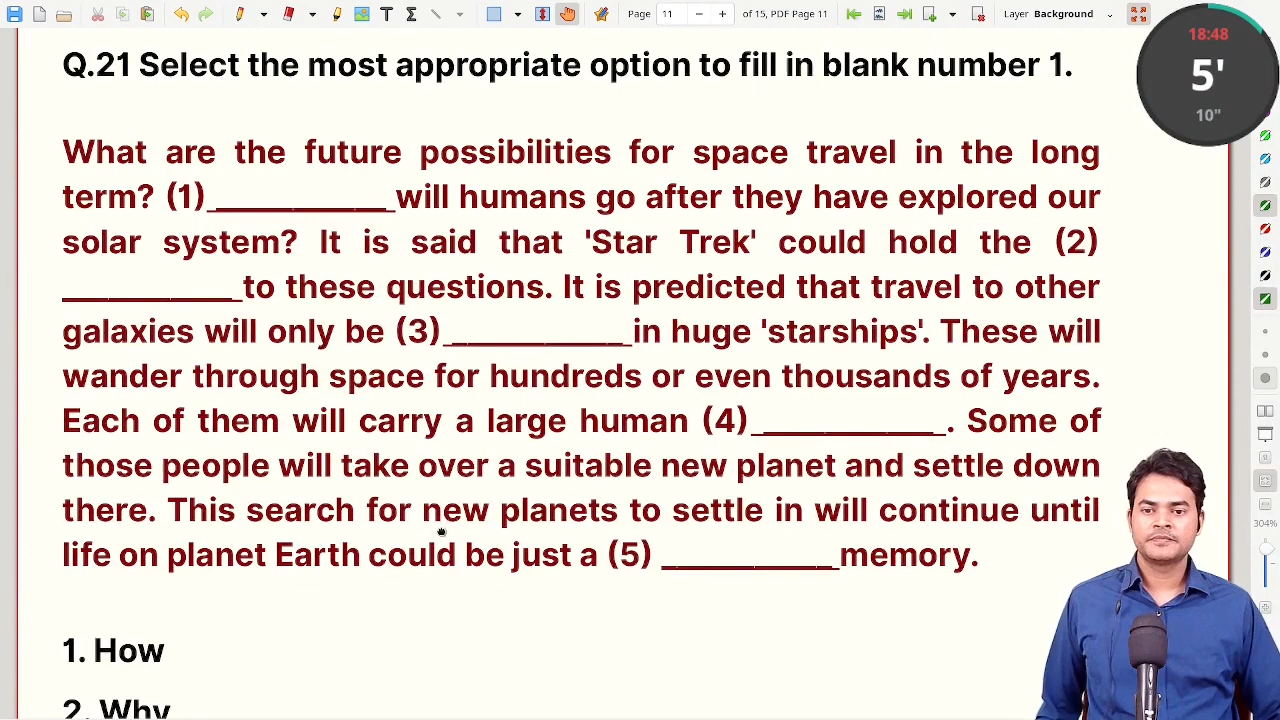 Page 11 of 15, PDF Page 11 Layer Background
18:48
5'
10"
Q.21 Select the most appropriate option to fill in blank number 1.
What are the future possibilities for space travel in the long
term? (1)____________will humans go after they have explored our
solar system? It is said that 'Star Trek' could hold the (2)
____________to these questions. It is predicted that travel to other
galaxies will only be (3)____________in huge 'starships'. These will
wander through space for hundreds or even thousands of years.
Each of them will carry a large human (4)____________. Some of
those people will take over a suitable new planet and settle down
there. This search for new planets to settle in will continue until
life on planet Earth could be just a (5) ____________memory.
304%
1. How
2. Why